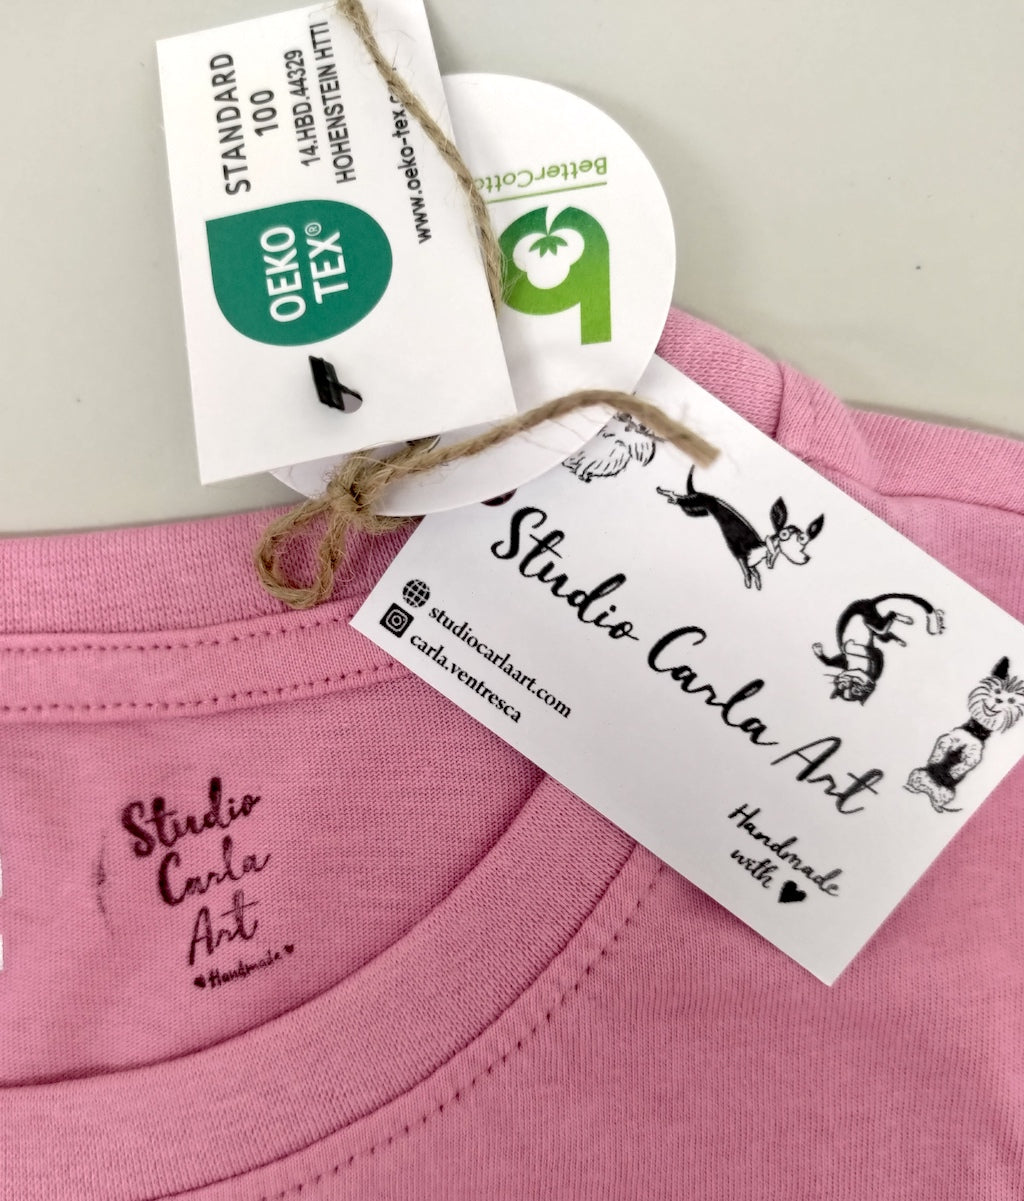 STANDARD
100
14.HBD.44329
HOHENSTEIN HTTI
OEKO
TEX®
www.oeko-tex.
BetterCotto
Studio Carla Art
studiocarlaart.com
carla.ventresca
Handmade
with ♥
Studio
Carla
Art
♥Handmade♥